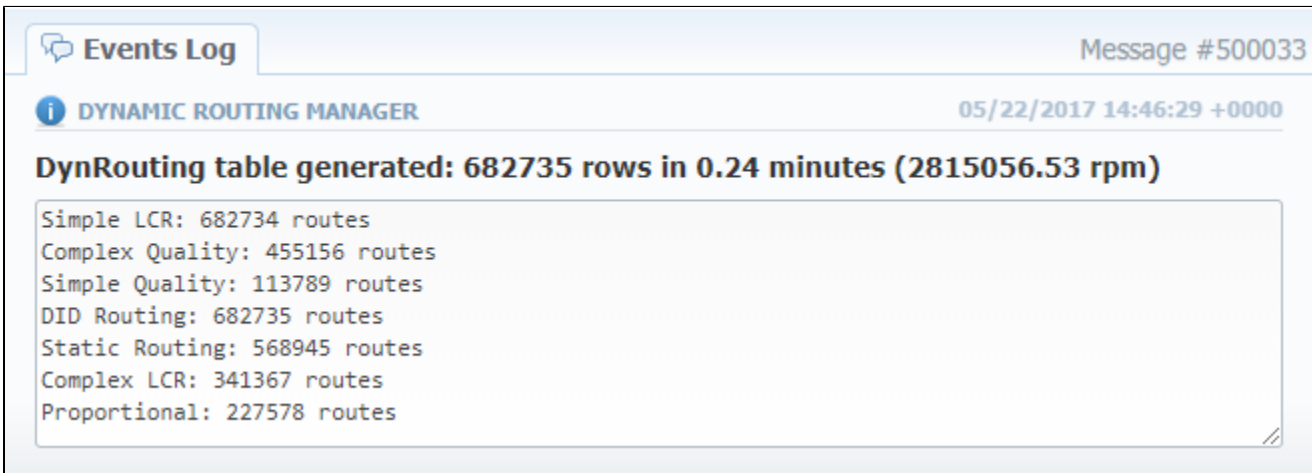 Events Log
Message #500033
DYNAMIC ROUTING MANAGER
05/22/2017 14:46:29 +0000
DynRouting table generated: 682735 rows in 0.24 minutes (2815056.53 rpm)
Simple LCR: 682734 routes
Complex Quality: 455156 routes
Simple Quality: 113789 routes
DID Routing: 682735 routes
Static Routing: 568945 routes
Complex LCR: 341367 routes
Proportional: 227578 routes